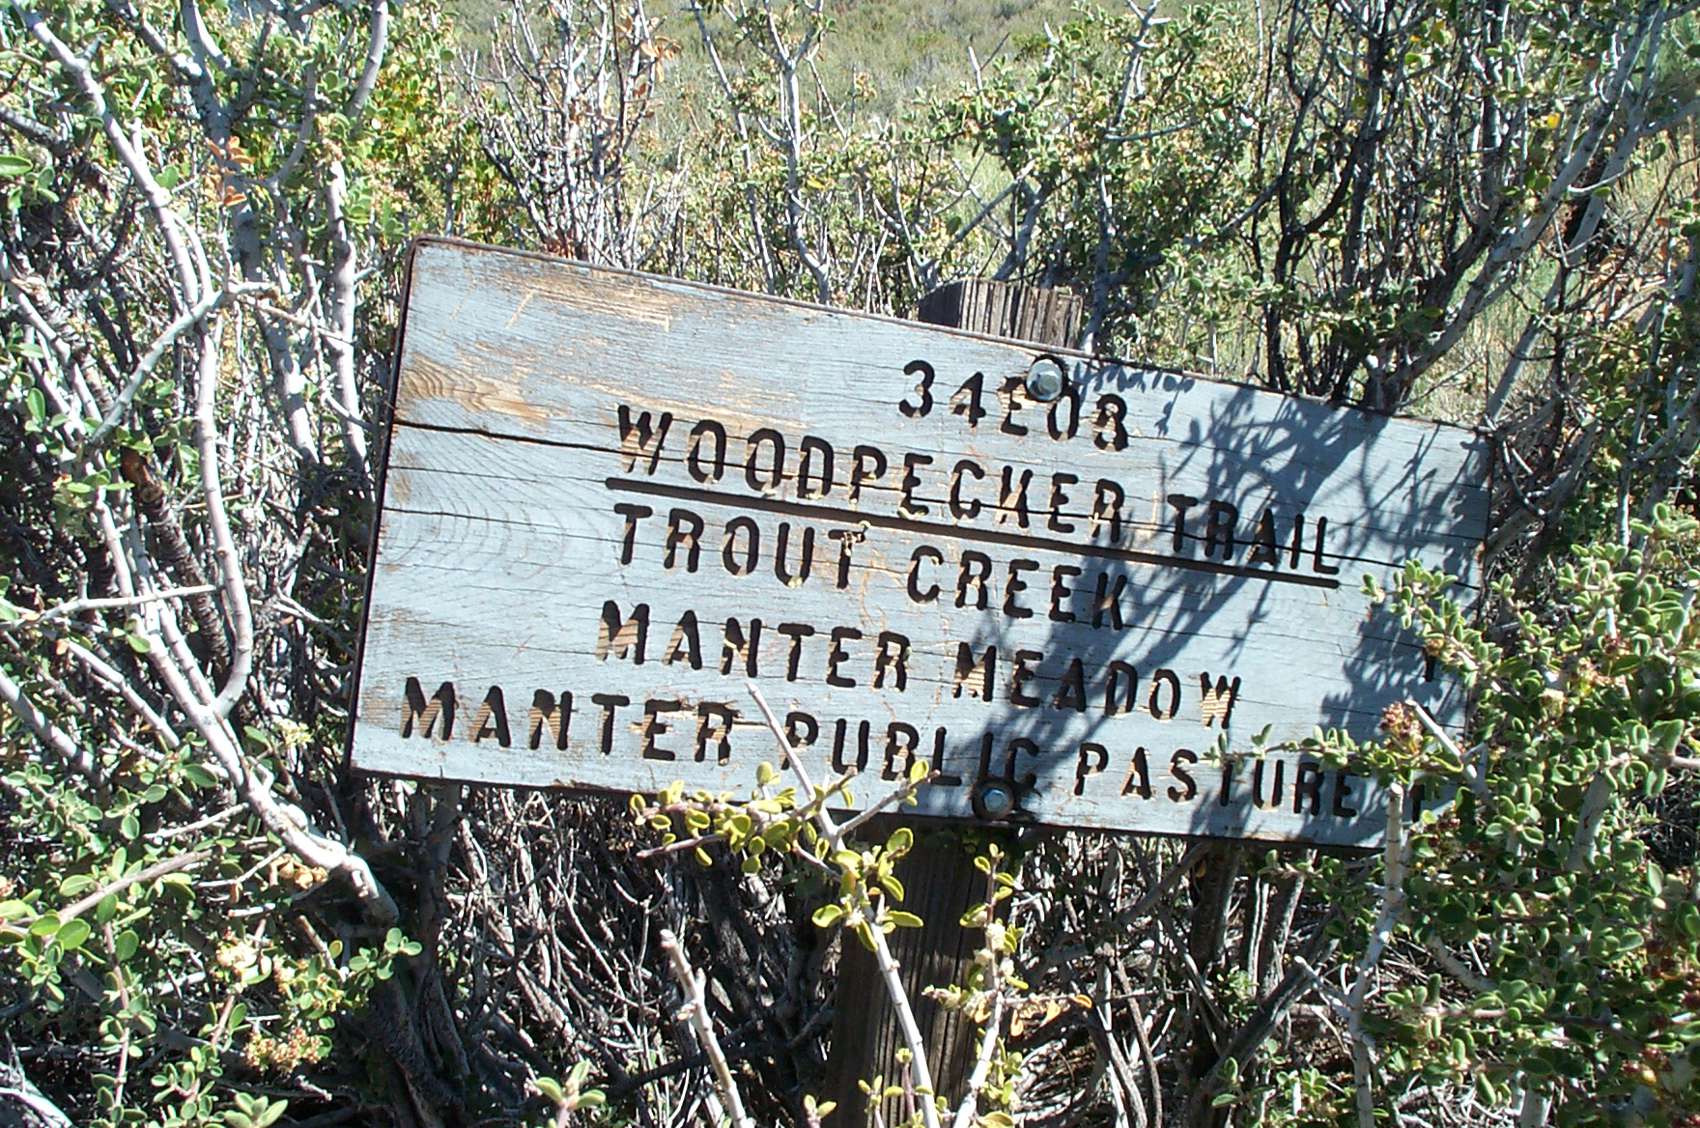 34E08
WOODPECKER TRAIL
TROUT CREEK
MANTER MEADOW
MANTER PUBLIC PASTURE